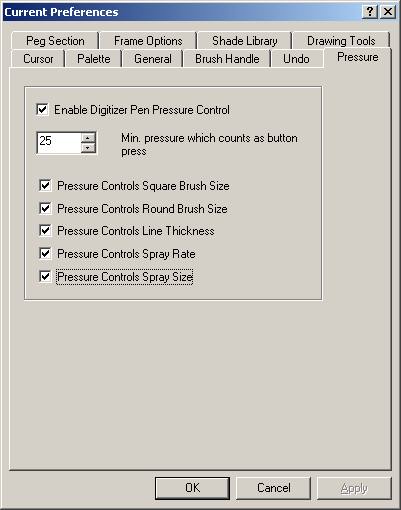 Current Preferences
Peg Section Frame Options Shade Library Drawing Tools
Cursor Palette General Brush Handle Undo Pressure
Enable Digitizer Pen Pressure Control
25 Min. pressure which counts as button
press
Pressure Controls Square Brush Size
Pressure Controls Round Brush Size
Pressure Controls Line Thickness
Pressure Controls Spray Rate
Pressure Controls Spray Size
OK Cancel Apply